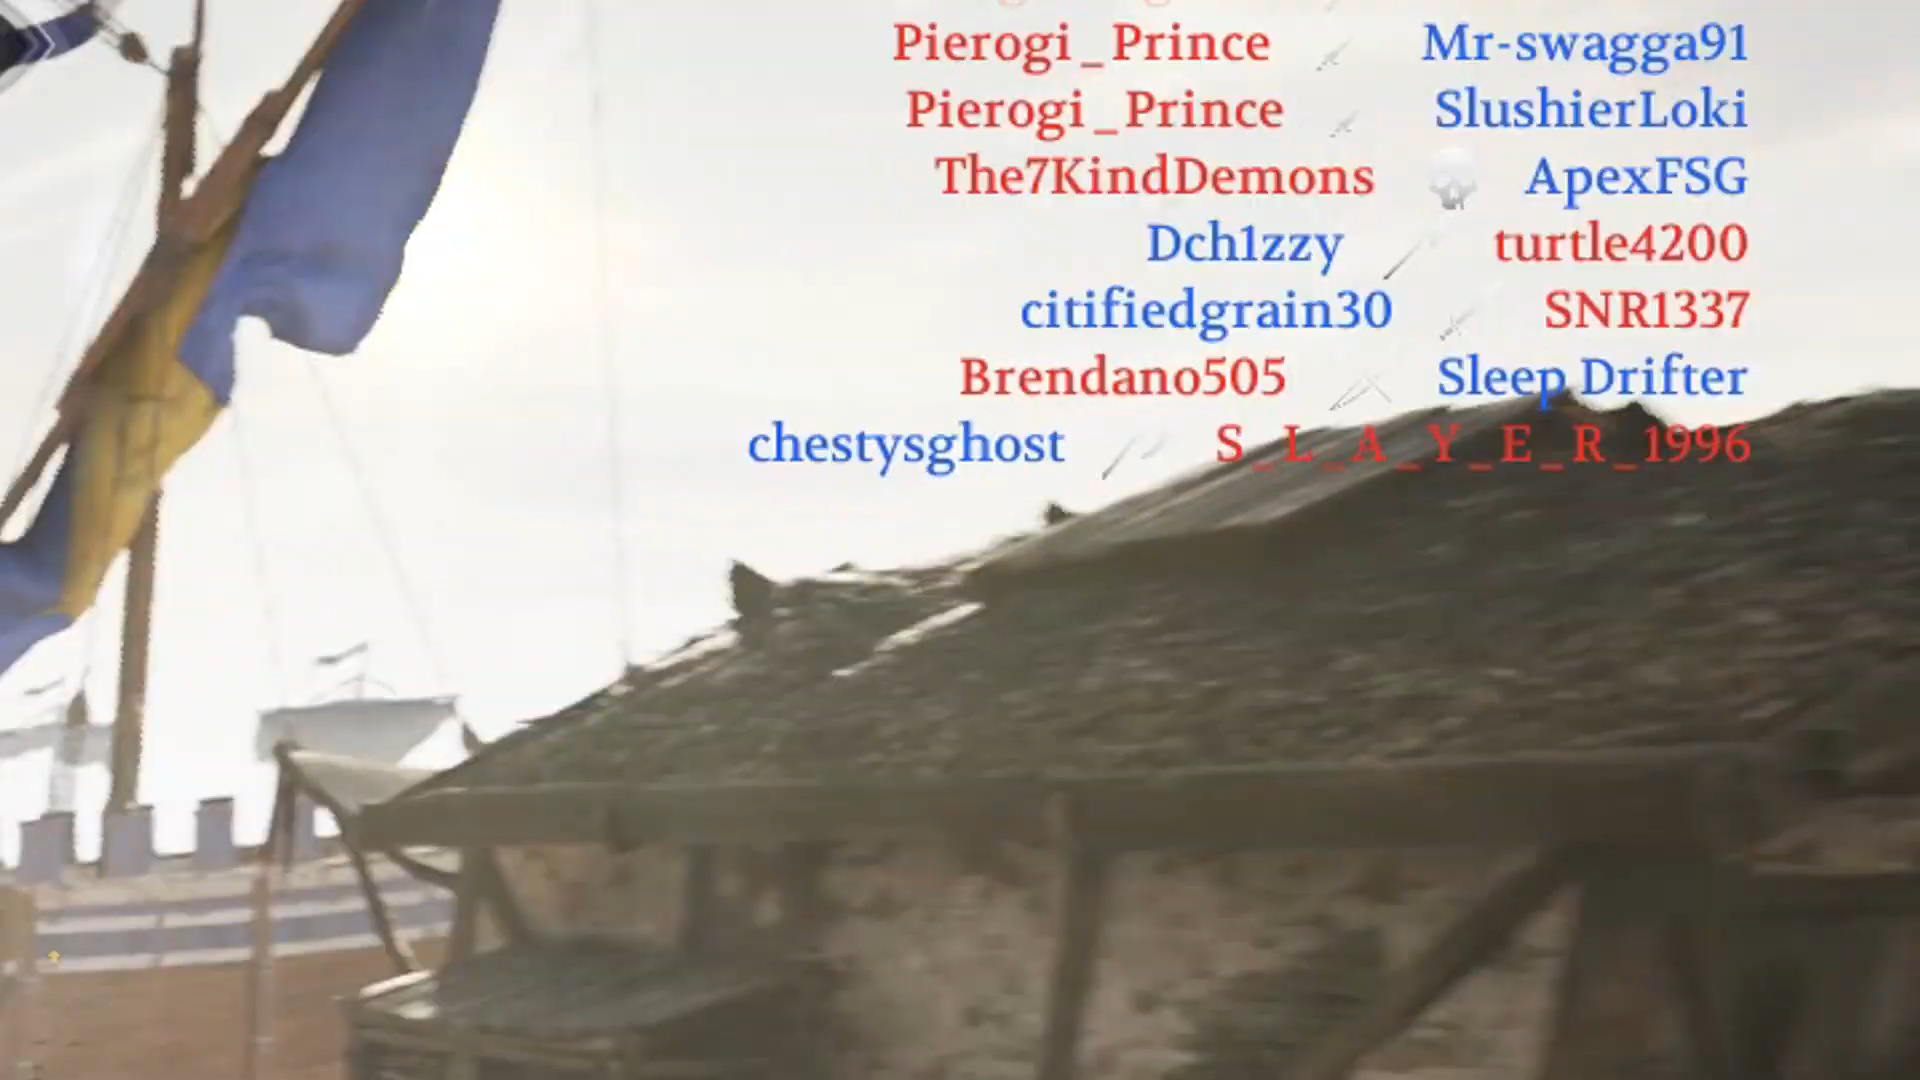 Pierogi_Prince Mr-swagga91
Pierogi_Prince SlushierLoki
The7KindDemons ApexFSG
Dch1zzy turtle4200
citifiedgrain30 SNR1337
Brendano505 Sleep Drifter
chestysghost S_L_A_Y_E_R_1996